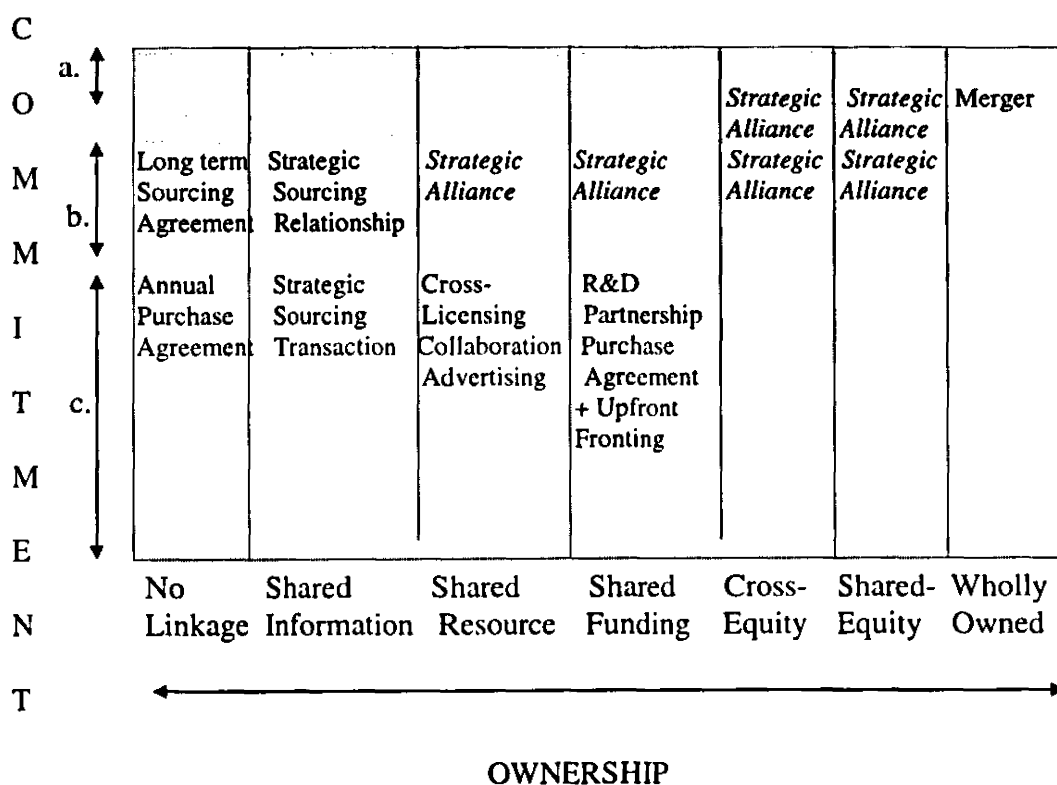 C
O
M
M
I
T
M
E
N
T
a.
b.
c.
Strategic
Alliance
Strategic
Alliance
Merger
Long term
Sourcing
Agreement
Strategic
Sourcing
Relationship
Strategic
Alliance
Strategic
Alliance
Strategic
Alliance
Strategic
Alliance
Annual
Purchase
Agreement
Strategic
Sourcing
Transaction
Cross-
Licensing
Collaboration
Advertising
R&D
Partnership
Purchase
Agreement
+ Upfront
Fronting
No
Linkage
Shared
Information
Shared
Resource
Shared
Funding
Cross-
Equity
Shared-
Equity
Wholly
Owned
OWNERSHIP